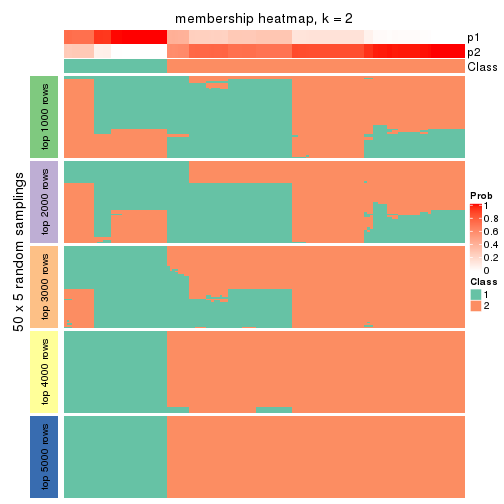 membership heatmap, k = 2
p1
p2
Class
50 x 5 random samplings
top 1000 rows
top 2000 rows
top 3000 rows
top 4000 rows
top 5000 rows
Prob
1
0.8
0.6
0.4
0.2
0
Class
1
2